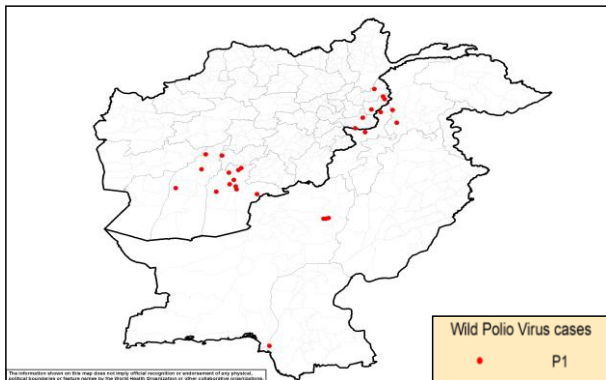 Wild Polio Virus cases
P1
The information shown on this map does not imply official recognition or endorsement of any physical,
political boundaries or feature names by the World Health Organization or other collaborative organizations.